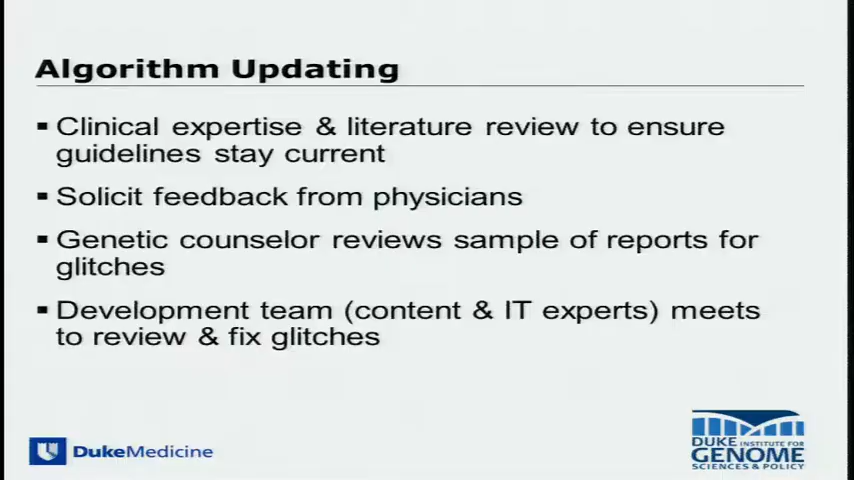 Algorithm Updating
▪ Clinical expertise & literature review to ensure
guidelines stay current
▪ Solicit feedback from physicians
▪ Genetic counselor reviews sample of reports for
glitches
▪ Development team (content & IT experts) meets
to review & fix glitches
DukeMedicine
DUKE INSTITUTE FOR
GENOME
SCIENCES & POLICY